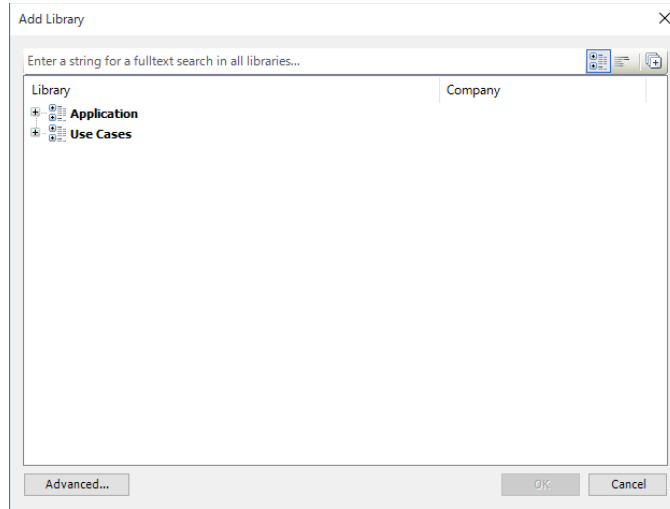 Add Library
Enter a string for a fulltext search in all libraries...
Library Company
Application
Use Cases
Advanced... OK Cancel